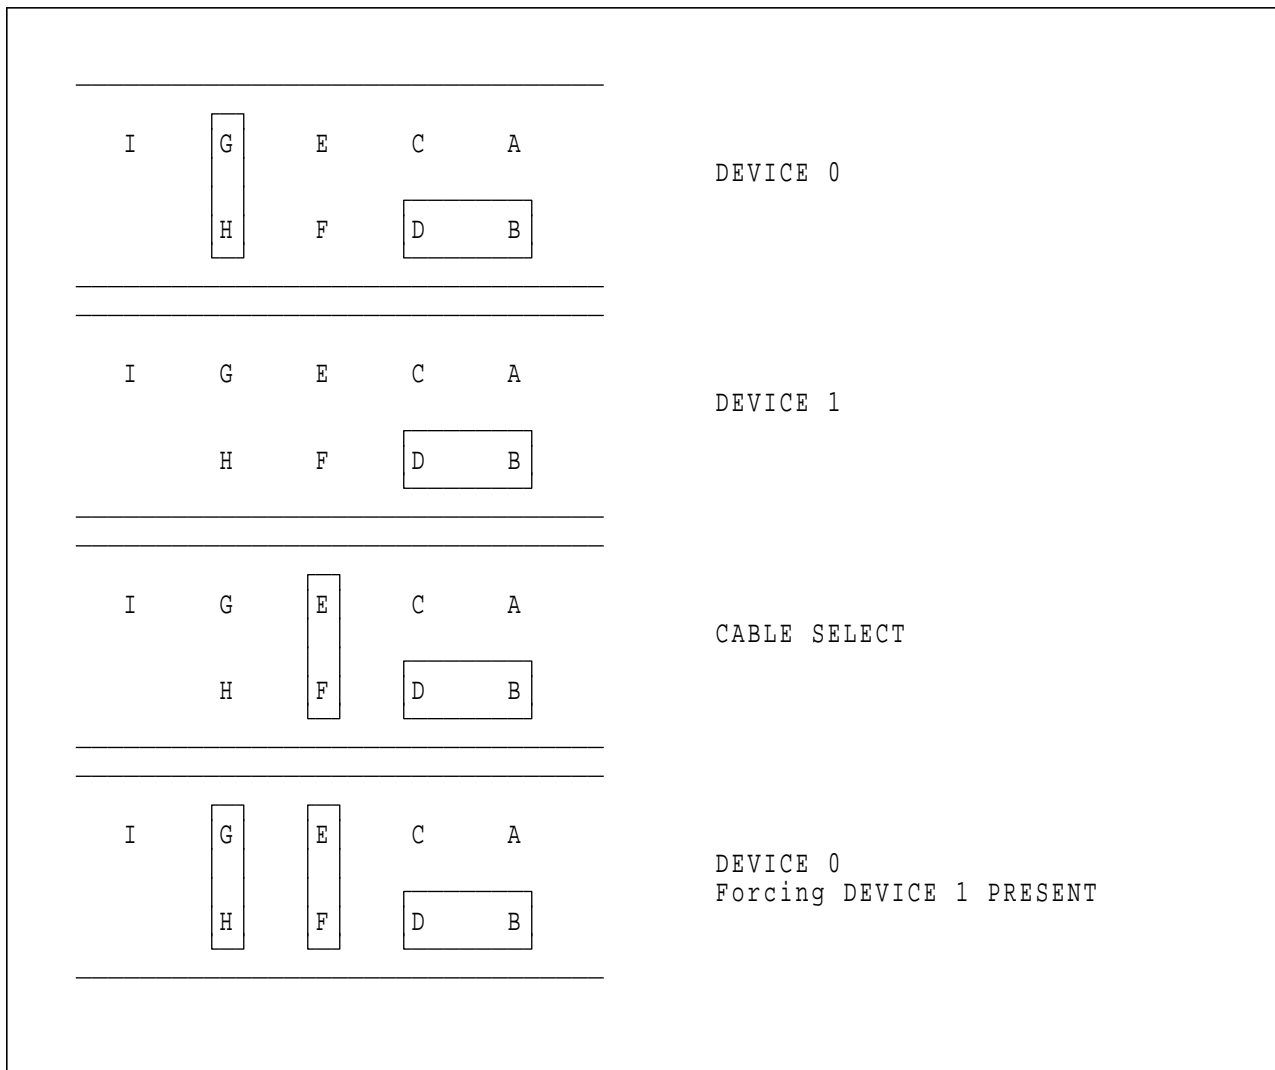 I G E C A
DEVICE 0
H F D B
I G E C A
DEVICE 1
H F D B
I G E C A
CABLE SELECT
H F D B
I G E C A
DEVICE 0
Forcing DEVICE 1 PRESENT
H F D B